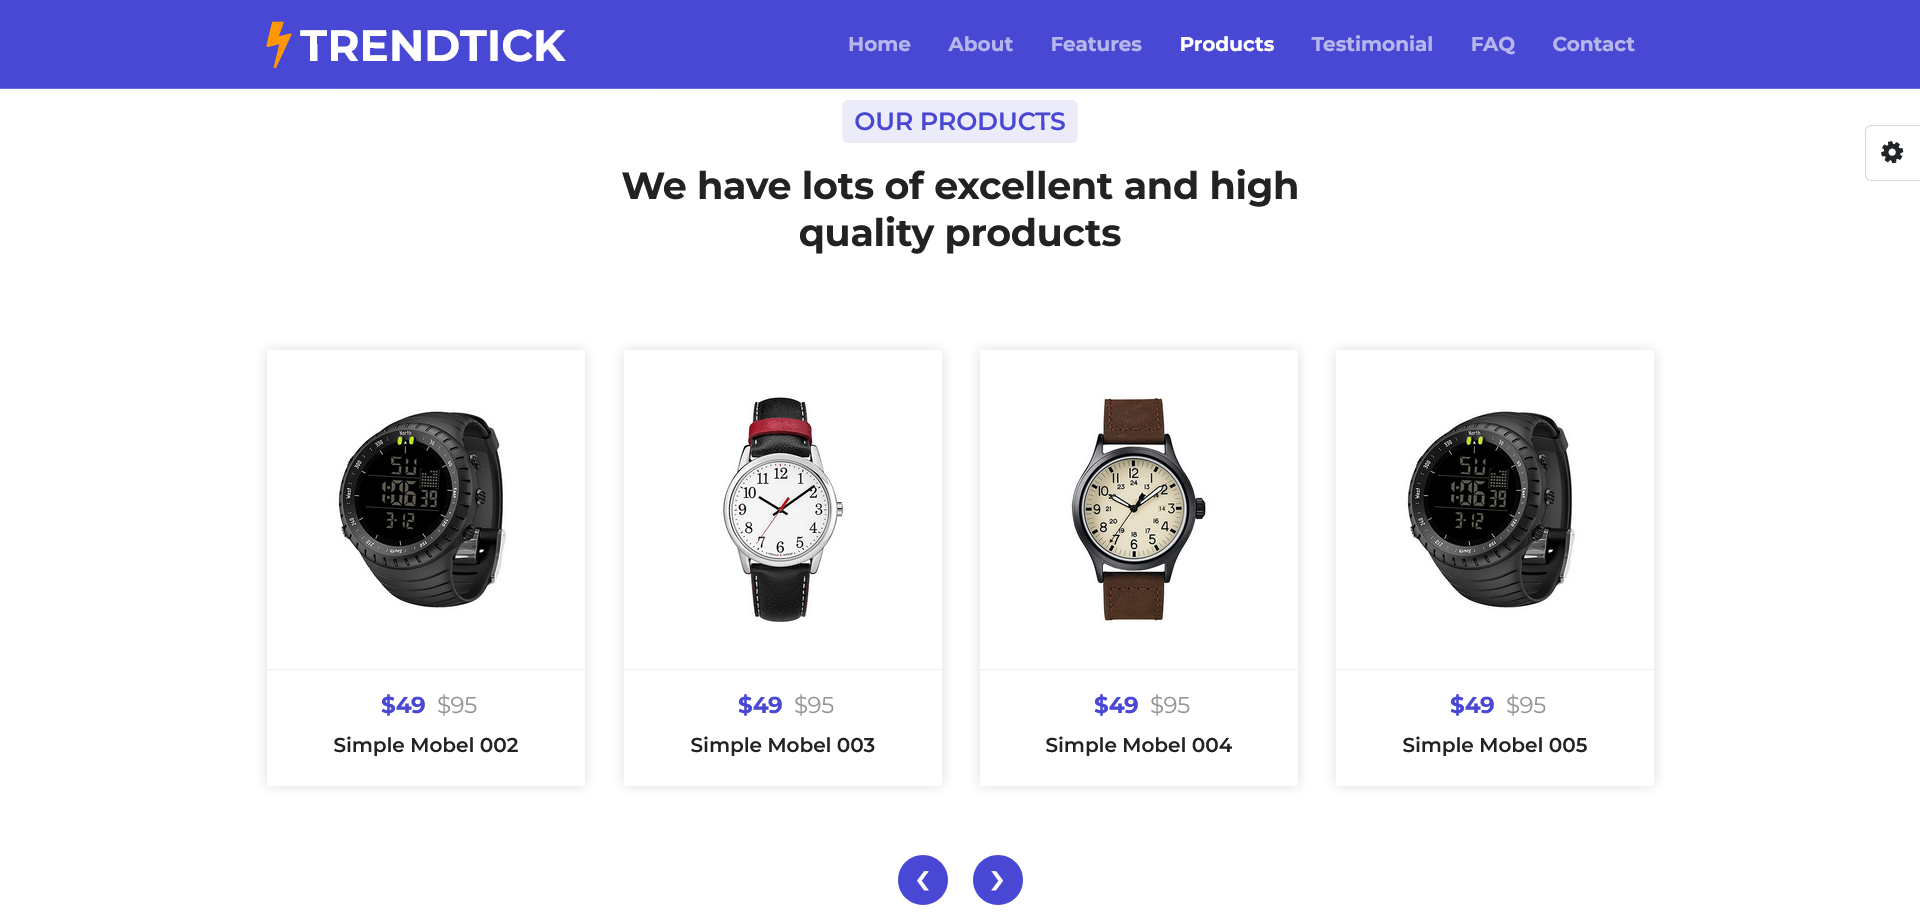 TRENDTICK
Home About Features Products Testimonial FAQ Contact
OUR PRODUCTS
We have lots of excellent and high
quality products
$49 $95
Simple Mobel 002
$49 $95
Simple Mobel 003
$49 $95
Simple Mobel 004
$49 $95
Simple Mobel 005